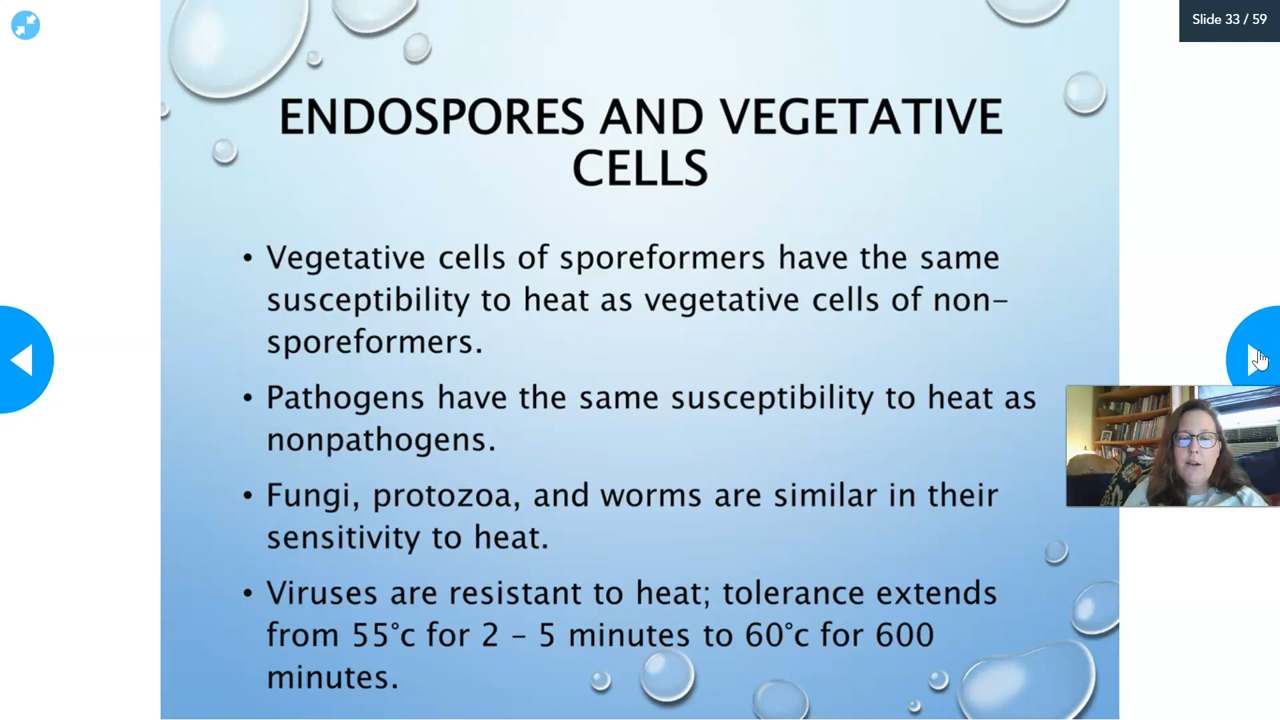 Slide 33 / 59
ENDOSPORES AND VEGETATIVE
CELLS
• Vegetative cells of sporeformers have the same
susceptibility to heat as vegetative cells of non-
sporeformers.
• Pathogens have the same susceptibility to heat as
nonpathogens.
• Fungi, protozoa, and worms are similar in their
sensitivity to heat.
• Viruses are resistant to heat; tolerance extends
from 55°c for 2 – 5 minutes to 60°c for 600
minutes.